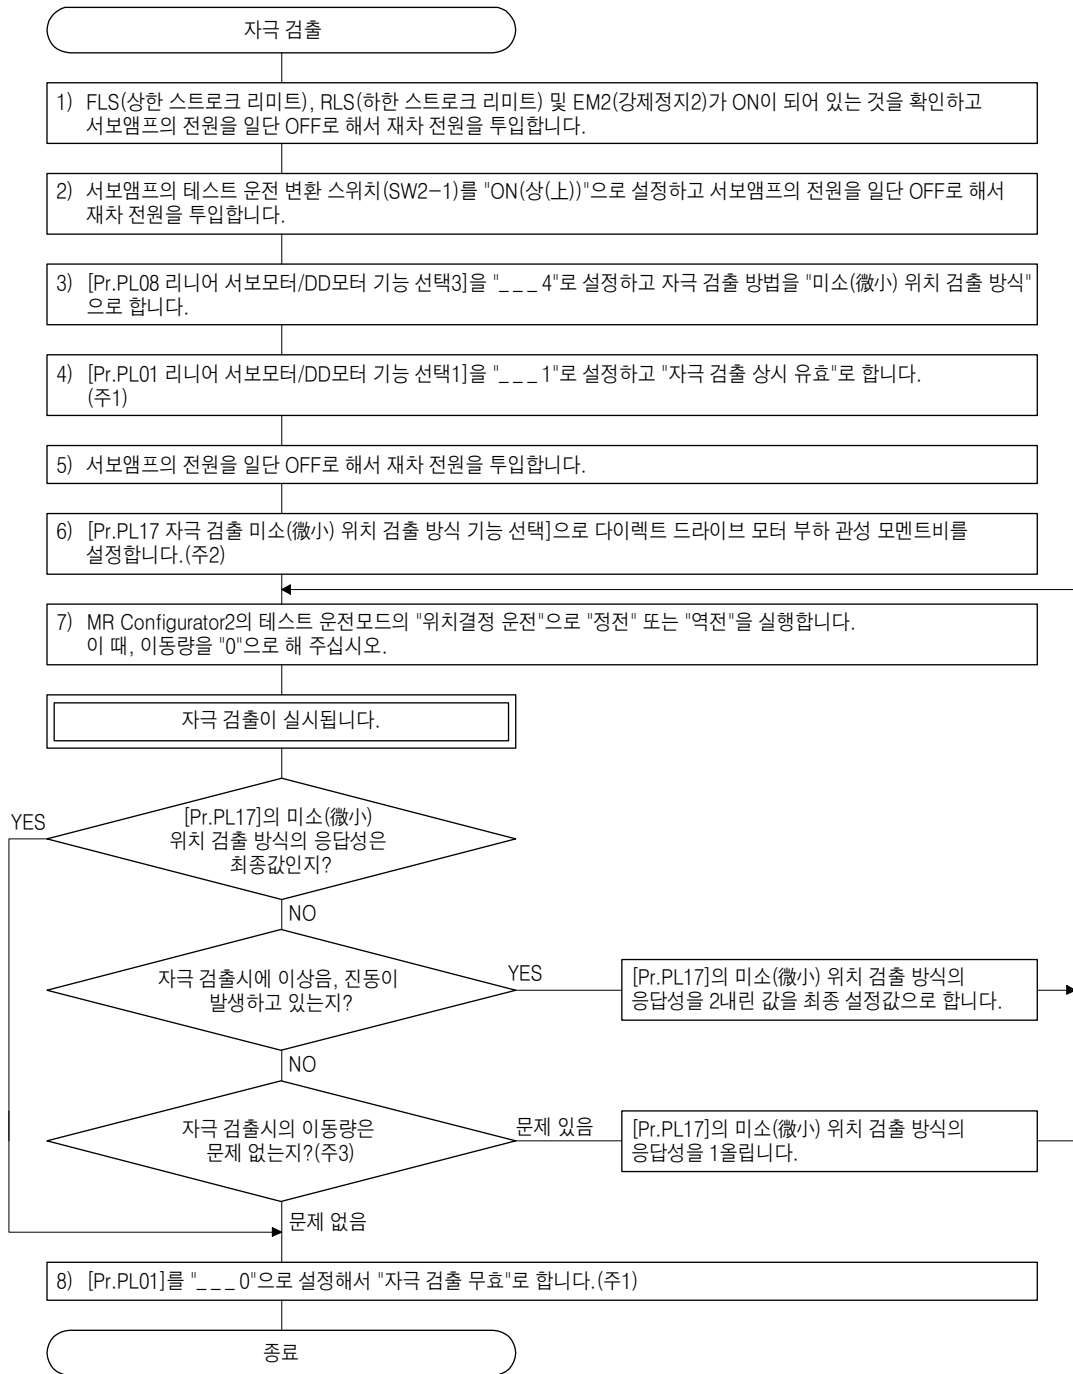 자극 검출
1) FLS(상한 스트로크 리미트), RLS(하한 스트로크 리미트) 및 EM2(강제정지2)가 ON이 되어 있는 것을 확인하고
서보앰프의 전원을 일단 OFF로 해서 재차 전원을 투입합니다.
2) 서보앰프의 테스트 운전 변환 스위치(SW2-1)를 "ON(상(上))"으로 설정하고 서보앰프의 전원을 일단 OFF로 해서
재차 전원을 투입합니다.
3) [Pr.PL08 리니어 서보모터/DD모터 기능 선택3]을 "_ _ _ 4"로 설정하고 자극 검출 방법을 "미소(微小) 위치 검출 방식"
으로 합니다.
4) [Pr.PL01 리니어 서보모터/DD모터 기능 선택1]을 "_ _ _ 1"로 설정하고 "자극 검출 상시 유효"로 합니다.
(주1)
5) 서보앰프의 전원을 일단 OFF로 해서 재차 전원을 투입합니다.
6) [Pr.PL17 자극 검출 미소(微小) 위치 검출 방식 기능 선택]으로 다이렉트 드라이브 모터 부하 관성 모멘트비를
설정합니다.(주2)
7) MR Configurator2의 테스트 운전모드의 "위치결정 운전"으로 "정전" 또는 "역전"을 실행합니다.
이 때, 이동량을 "0"으로 해 주십시오.
자극 검출이 실시됩니다.
YES
[Pr.PL17]의 미소(微小)
위치 검출 방식의 응답성은
최종값인지?
NO
자극 검출시에 이상음, 진동이
발생하고 있는지?
YES
[Pr.PL17]의 미소(微小) 위치 검출 방식의
응답성을 2내린 값을 최종 설정값으로 합니다.
NO
자극 검출시의 이동량은
문제 없는지?(주3)
문제 있음
[Pr.PL17]의 미소(微小) 위치 검출 방식의
응답성을 1올립니다.
문제 없음
8) [Pr.PL01]를 "_ _ _ 0"으로 설정해서 "자극 검출 무효"로 합니다.(주1)
종료